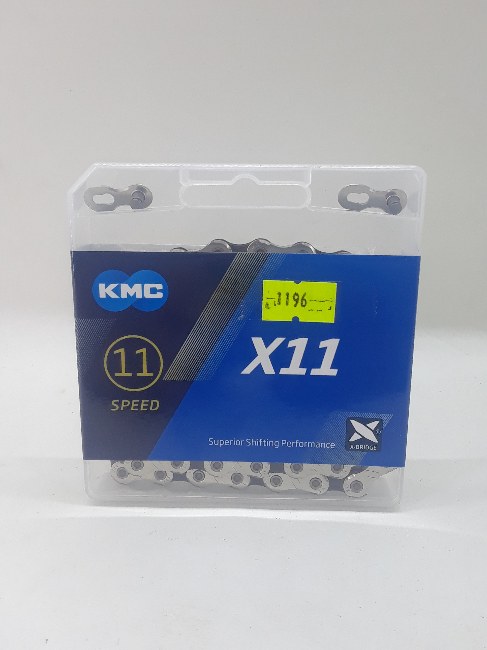 KMC
1196
11
X11
SPEED
Superior Shifting Performance
X-BRIDGE